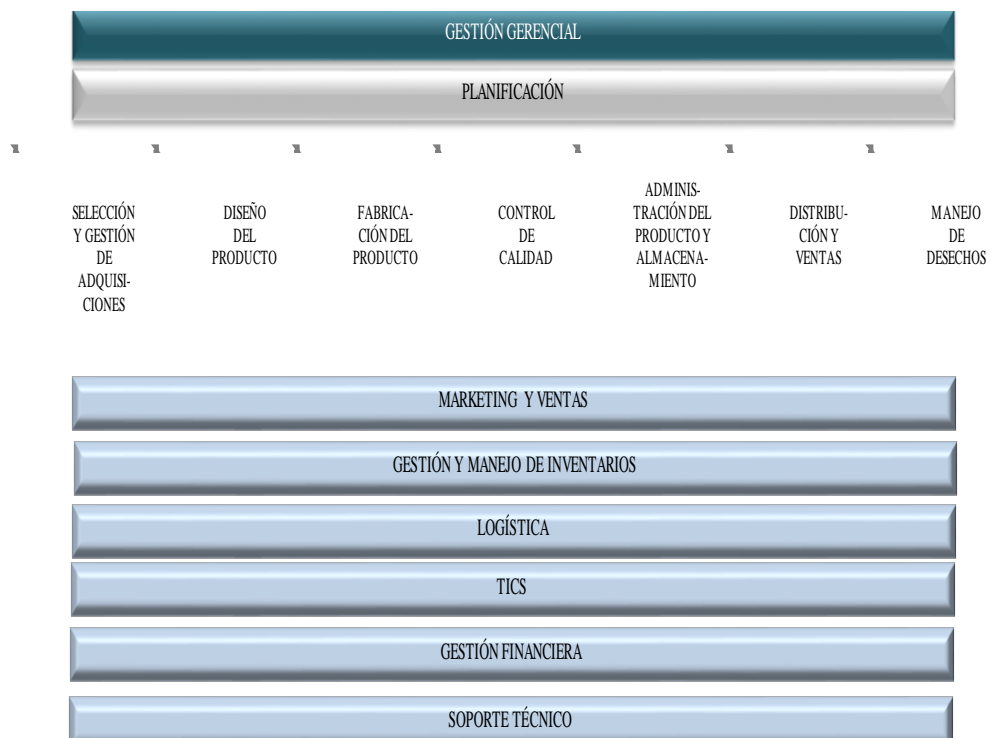 GESTIÓN GERENCIAL
PLANIFICACIÓN
SELECCIÓN
Y GESTIÓN
DE
ADQUISI-
CIONES
DISEÑO
DEL
PRODUCTO
FABRICA-
CIÓN DEL
PRODUCTO
CONTROL
DE
CALIDAD
ADMINIS-
TRACIÓN DEL
PRODUCTO Y
ALMACENA-
MIENTO
DISTRIBU-
CIÓN Y
VENTAS
MANEJO
DE
DESECHOS
MARKETING Y VENTAS
GESTIÓN Y MANEJO DE INVENTARIOS
LOGÍSTICA
TICS
GESTIÓN FINANCIERA
SOPORTE TÉCNICO